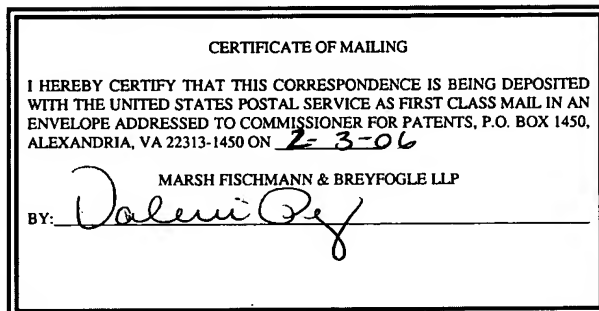 CERTIFICATE OF MAILING
I HEREBY CERTIFY THAT THIS CORRESPONDENCE IS BEING DEPOSITED
WITH THE UNITED STATES POSTAL SERVICE AS FIRST CLASS MAIL IN AN
ENVELOPE ADDRESSED TO COMMISSIONER FOR PATENTS, P.O. BOX 1450,
ALEXANDRIA, VA 22313-1450 ON 2-3-06
MARSH FISCHMANN & BREYFOGLE LLP
BY: